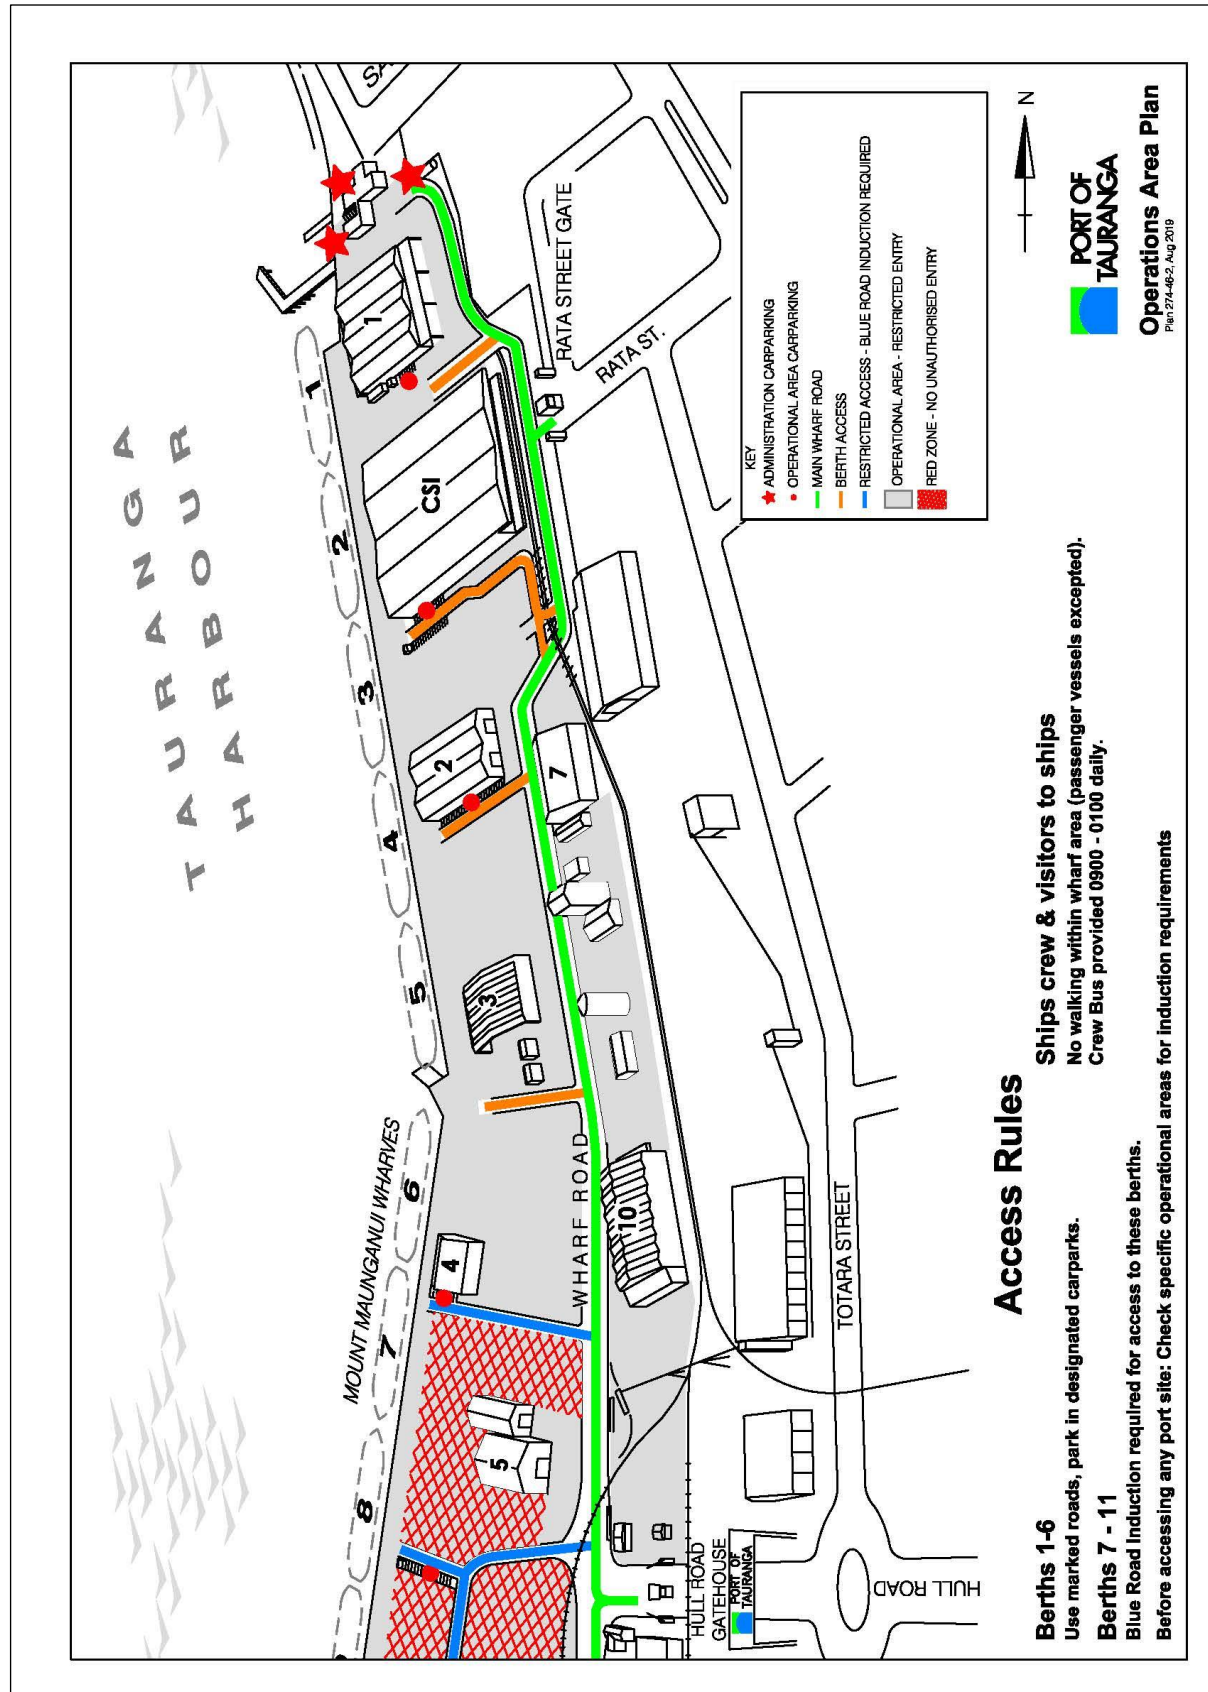 TAURANGA
HARBOUR
MOUNT MAUNGANUI WHARVES
8
7
6
5
4
3
2
1
5
4
3
2
CSI
1
10
7
WHARF ROAD
RATA STREET GATE
RATA ST.
HULL ROAD
GATEHOUSE
PORT OF
TAURANGA
HULL ROAD
TOTARA STREET
KEY
ADMINISTRATION CARPARKING
OPERATIONAL AREA CARPARKING
MAIN WHARF ROAD
BERTH ACCESS
RESTRICTED ACCESS - BLUE ROAD INDUCTION REQUIRED
OPERATIONAL AREA - RESTRICTED ENTRY
RED ZONE - NO UNAUTHORISED ENTRY
N
Access Rules
Berths 1-6
Use marked roads, park in designated carparks.
Berths 7 - 11
Blue Road Induction required for access to these berths.
Before accessing any port site: Check specific operational areas for induction requirements
Ships crew & visitors to ships
No walking within wharf area (passenger vessels excepted).
Crew Bus provided 0900 - 0100 daily.
PORT OF
TAURANGA
Operations Area Plan
Plan 274-46-2, Aug 2019